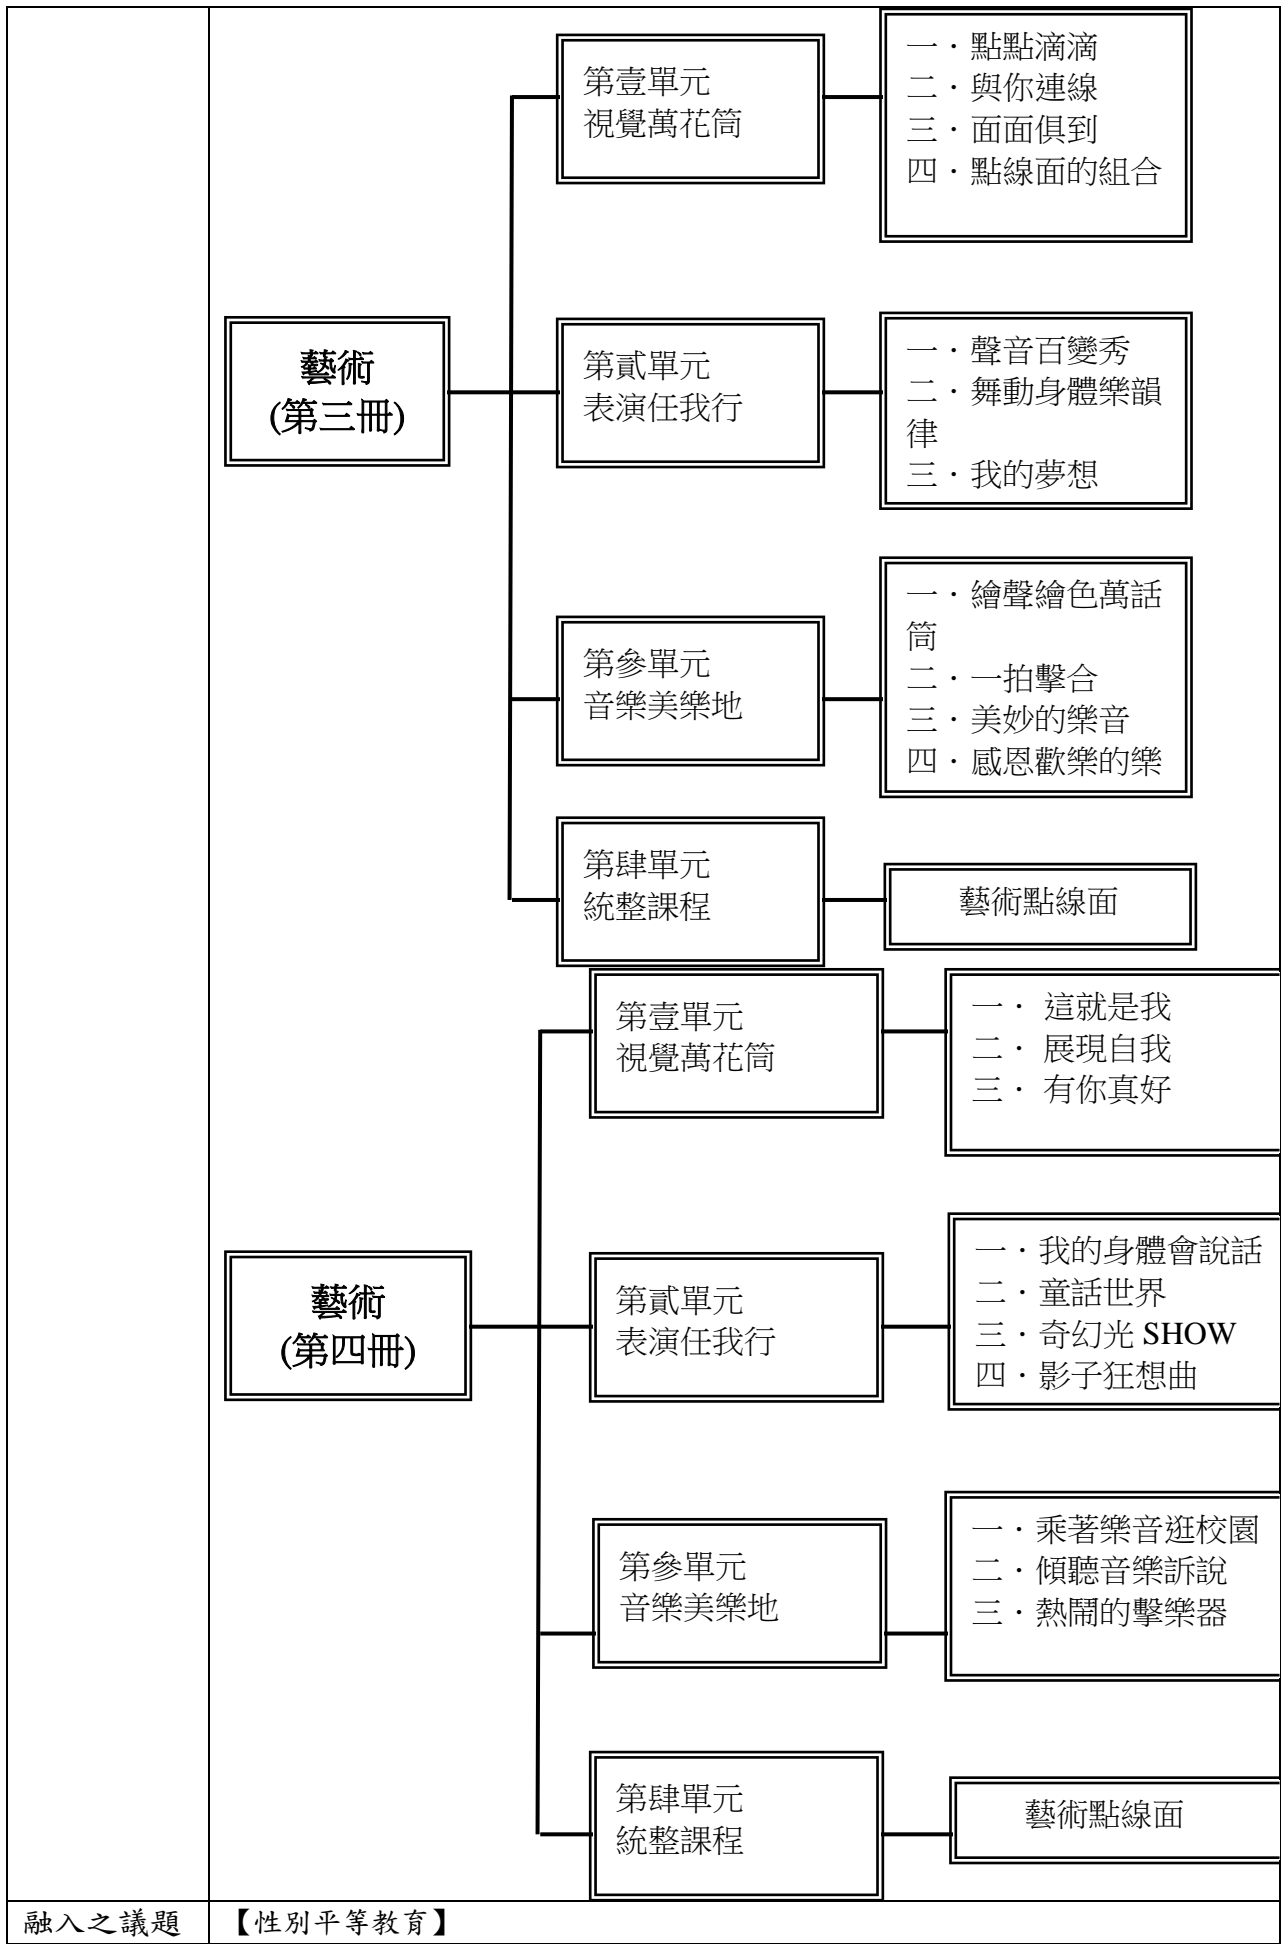 藝術
(第三冊)
第壹單元
視覺萬花筒
一．點點滴滴
二．與你連線
三．面面俱到
四．點線面的組合
第貳單元
表演任我行
一．聲音百變秀
二．舞動身體樂韻
律
三．我的夢想
第參單元
音樂美樂地
一．繪聲繪色萬話
筒
二．一拍擊合
三．美妙的樂音
四．感恩歡樂的樂
第肆單元
統整課程
藝術點線面
藝術
(第四冊)
第壹單元
視覺萬花筒
一． 這就是我
二． 展現自我
三． 有你真好
第貳單元
表演任我行
一．我的身體會說話
二．童話世界
三．奇幻光 SHOW
四．影子狂想曲
第參單元
音樂美樂地
一．乘著樂音逛校園
二．傾聽音樂訴說
三．熱鬧的擊樂器
第肆單元
統整課程
藝術點線面
融入之議題
【性別平等教育】